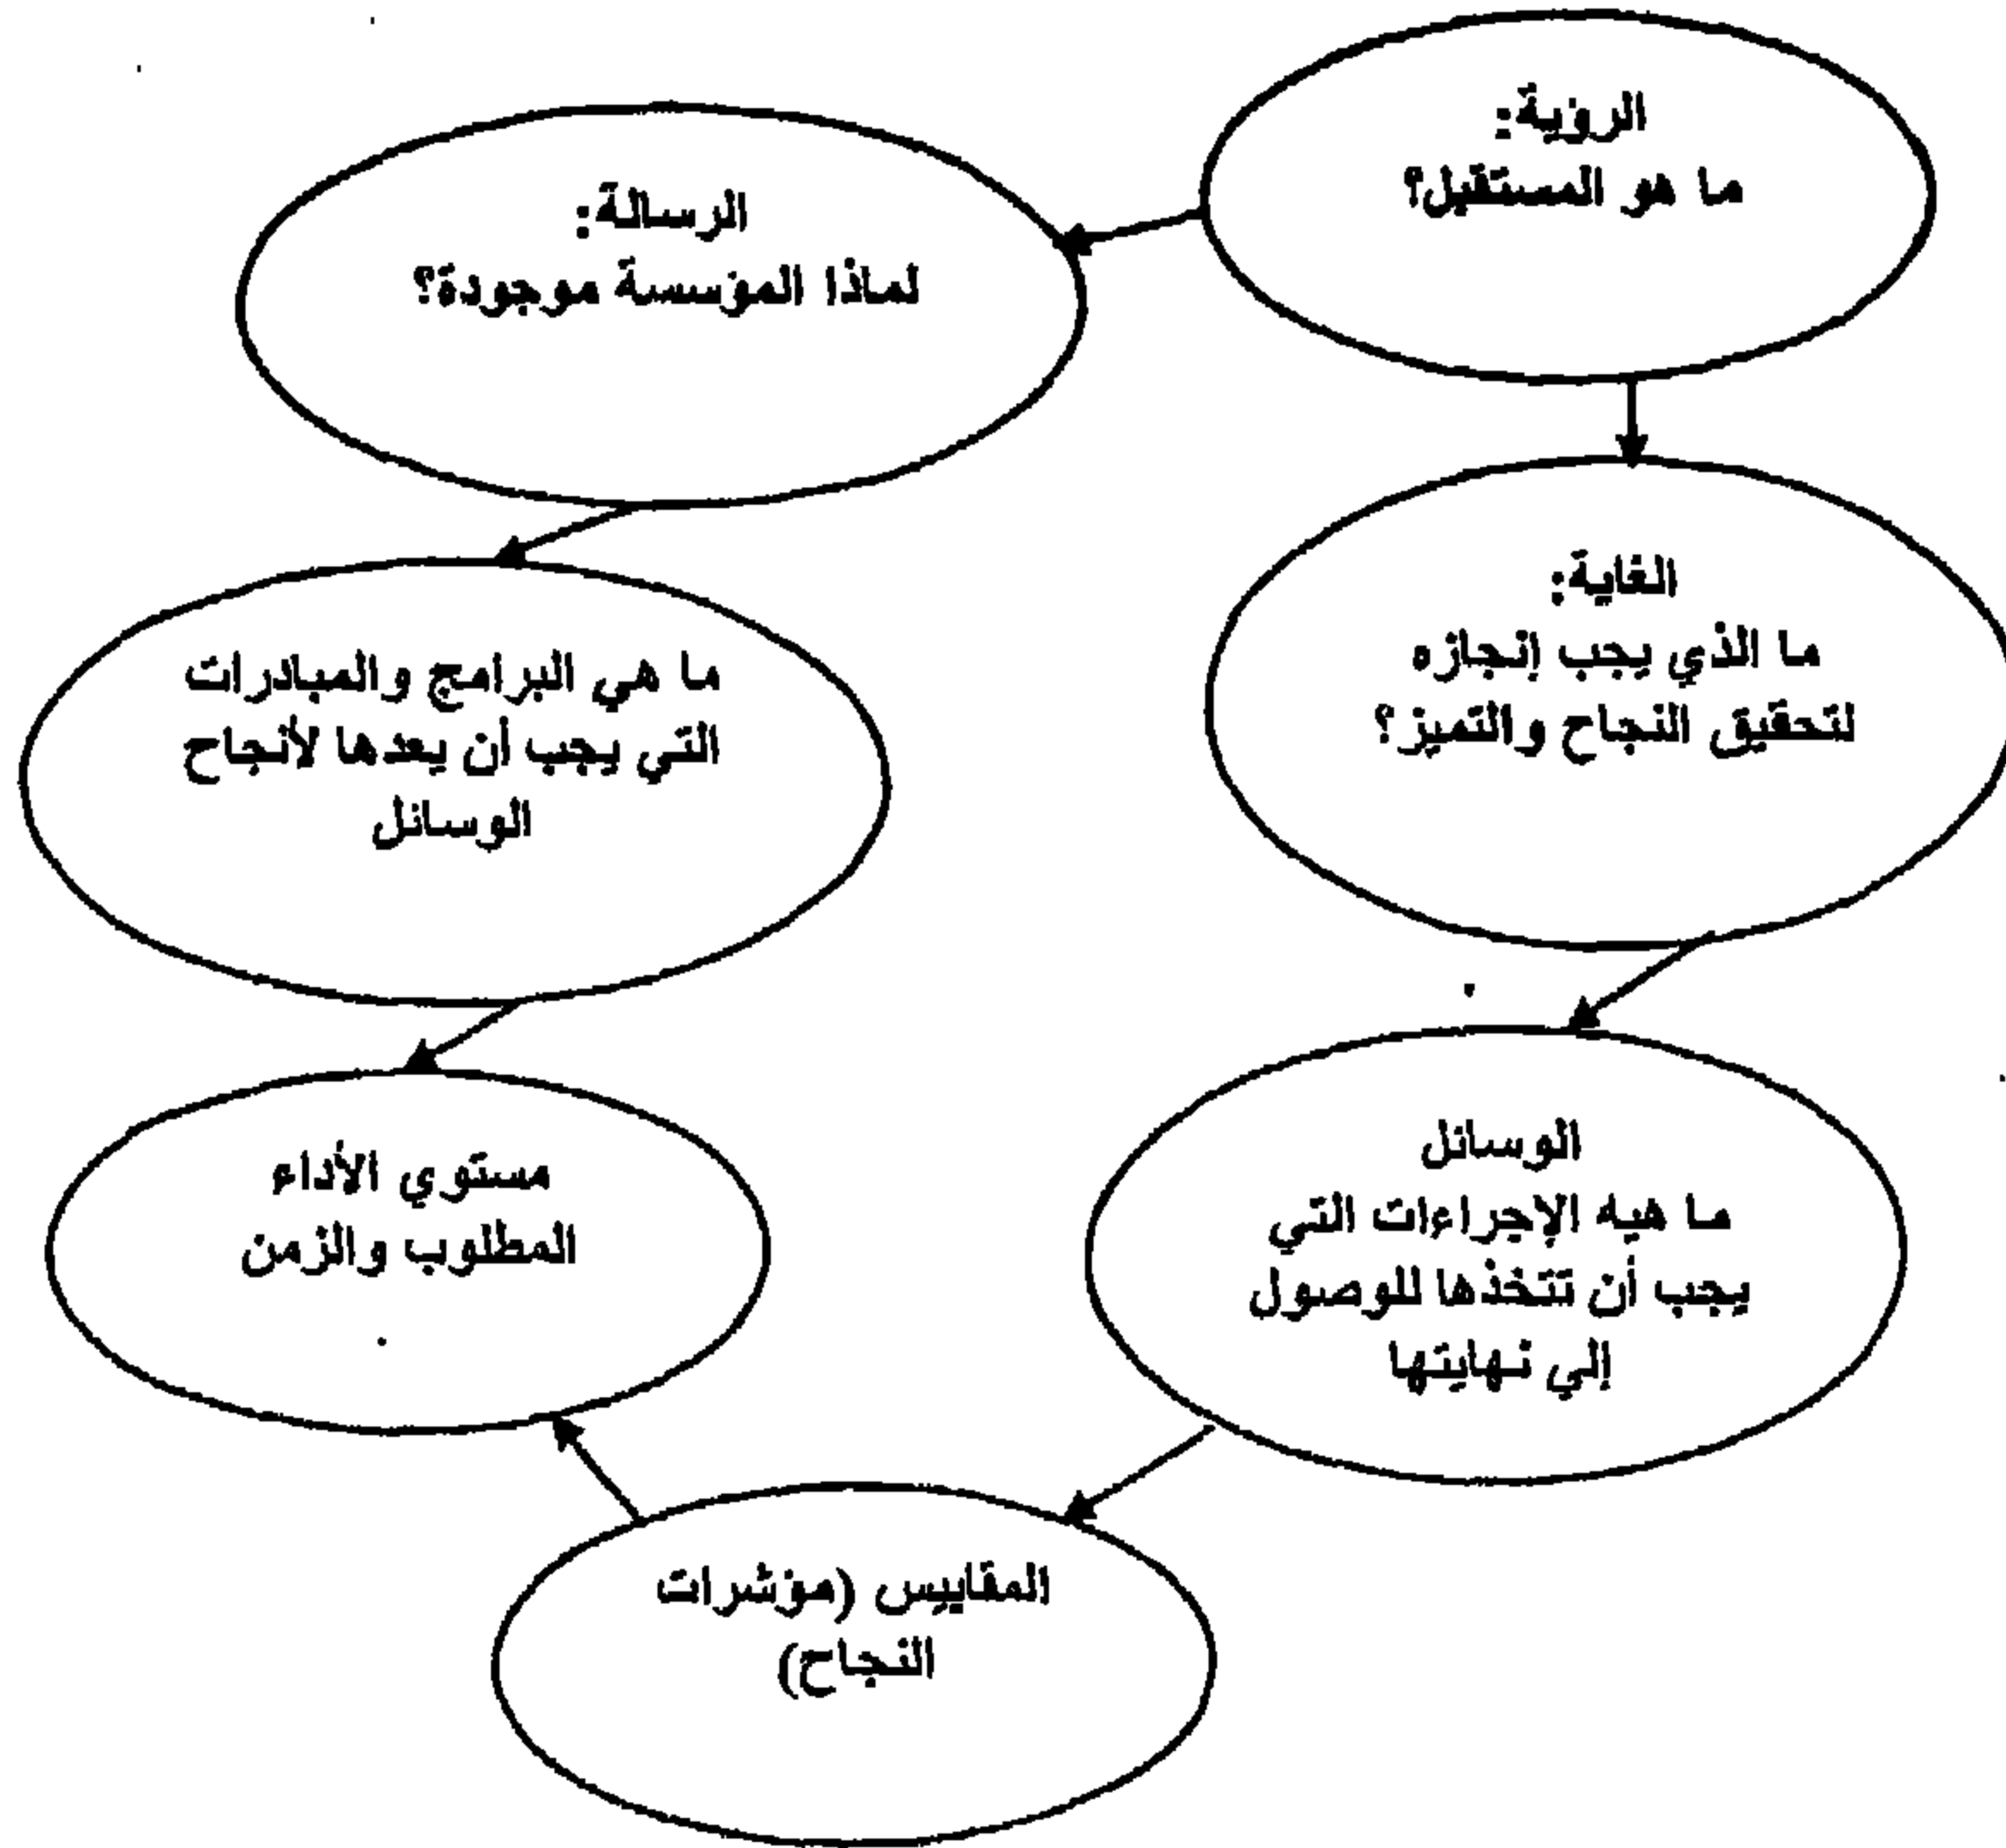 الرؤية:
ما هو المستقبل؟
الرسالة:
لماذا المؤسسة موجودة؟
الغاية:
ما الذي يجب إنجازه
لتحقيق النجاح والتميز؟
ما هي البرامج والمبادرات
التي يجب أن يعدها لأنجاح
الوسائل
الوسائل
ما هيه الإجراءات التي
يجب أن تتخذها للوصول
إلي نهايتها
مستوي الأداء
المطلوب والزمن
المقاييس (مؤشرات
النجاح)